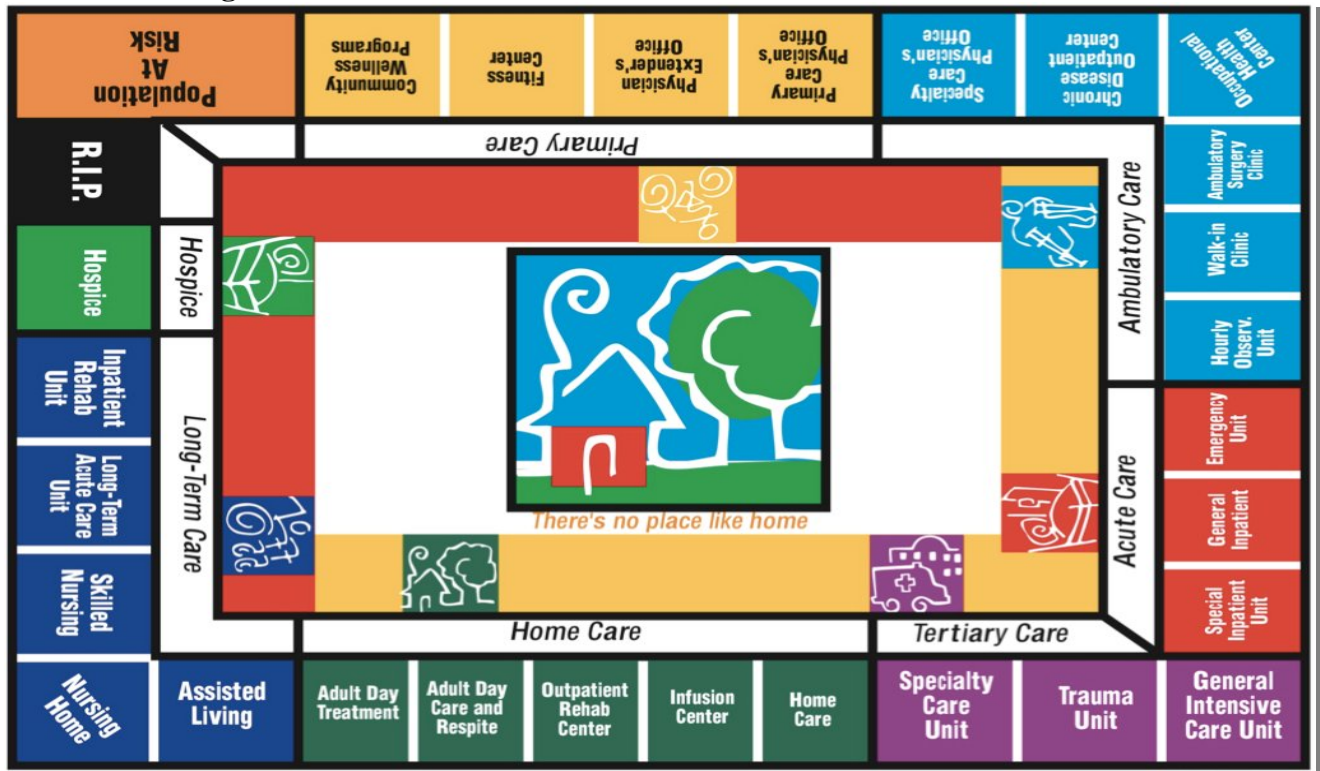 Population
At
Risk
Community
Wellness
Programs
Fitness
Center
Physician
Extender's
Office
Primary
Care
Physician's
Office
Specialty
Care
Physician's
Office
Chronic
Disease
Outpatient
Center
Occupational
Health
Center
Primary Care
R.I.P.
Hospice
Hospice
Inpatient
Rehab
Unit
Long-Term
Acute Care
Unit
Skilled
Nursing
Long-Term Care
Ambulatory Care
Ambulatory
Surgery
Clinic
Walk-in
Clinic
Hourly
Observ.
Unit
Acute Care
Emergency
Unit
General
Inpatient
Special
Inpatient
Unit
There's no place like home
Home Care
Tertiary Care
Nursing
Home
Assisted
Living
Adult Day
Treatment
Adult Day
Care and
Respite
Outpatient
Rehab
Center
Infusion
Center
Home
Care
Specialty
Care
Unit
Trauma
Unit
General
Intensive
Care Unit